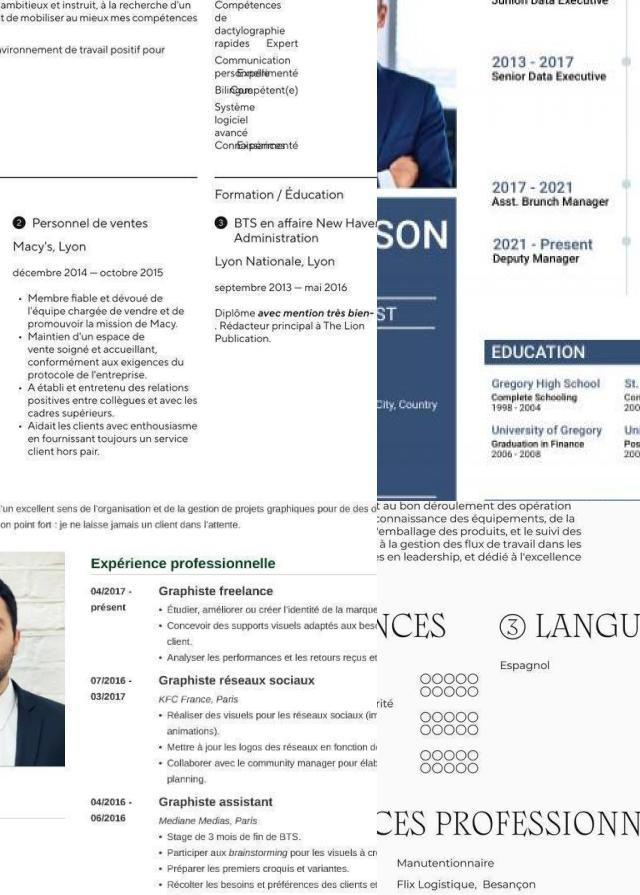 ambitieux et instruit, à la recherche d'un
t de mobiliser au mieux mes compétences
nvironnement de travail positif pour
Compétences
de
dactylographie
rapides Expert
Communication
personnelle Expérimenté
Bilingue Compétent(e)
Système
logiciel
avancé
Connaissances Expérimenté
Formation / Éducation
2 Personnel de ventes
Macy's, Lyon
décembre 2014 — octobre 2015
• Membre fiable et dévoué de
l'équipe chargée de vendre et de
promouvoir la mission de Macy.
• Maintien d'un espace de
vente soigné et accueillant,
conformément aux exigences du
protocole de l'entreprise.
• A établi et entretenu des relations
positives entre collègues et avec les
cadres supérieurs.
• Aidait les clients avec enthousiasme
en fournissant toujours un service
client hors pair.
3 BTS en affaire New Haven
Administration
Lyon Nationale, Lyon
septembre 2013 — mai 2016
Diplôme avec mention très bien-
. Rédacteur principal à The Lion
Publication.
Junior Data Executive
2013 - 2017
Senior Data Executive
2017 - 2021
Asst. Brunch Manager
2021 - Present
Deputy Manager
SON
ST
City, Country
EDUCATION
Gregory High School
Complete Schooling
1998 - 2004
St.
Con
200
University of Gregory
Graduation in Finance
2006 - 2008
Uni
Pos
200
'un excellent sens de l'organisation et de la gestion de projets graphiques pour de des d
on point fort : je ne laisse jamais un client dans l'attente.
Expérience professionnelle
04/2017 -
présent
Graphiste freelance
• Étudier, améliorer ou créer l'identité de la marque
• Concevoir des supports visuels adaptés aux beso
client.
• Analyser les performances et les retours reçus et
07/2016 -
03/2017
Graphiste réseaux sociaux
KFC France, Paris
• Réaliser des visuels pour les réseaux sociaux (im
animations).
• Mettre à jour les logos des réseaux en fonction d
• Collaborer avec le community manager pour élab
planning.
04/2016 -
06/2016
Graphiste assistant
Mediane Medias, Paris
• Stage de 3 mois de fin de BTS.
• Participer aux brainstorming pour les visuels à cr
• Préparer les premiers croquis et variantes.
• Récolter les besoins et préférences des clients et
t au bon déroulement des opération
connaissance des équipements, de la
'emballage des produits, et le suivi des
à la gestion des flux de travail dans les
s en leadership, et dédié à l'excellence
NCES
3 LANGU
Espagnol
rité
CES PROFESSIONN
Manutentionnaire
Flix Logistique, Besançon